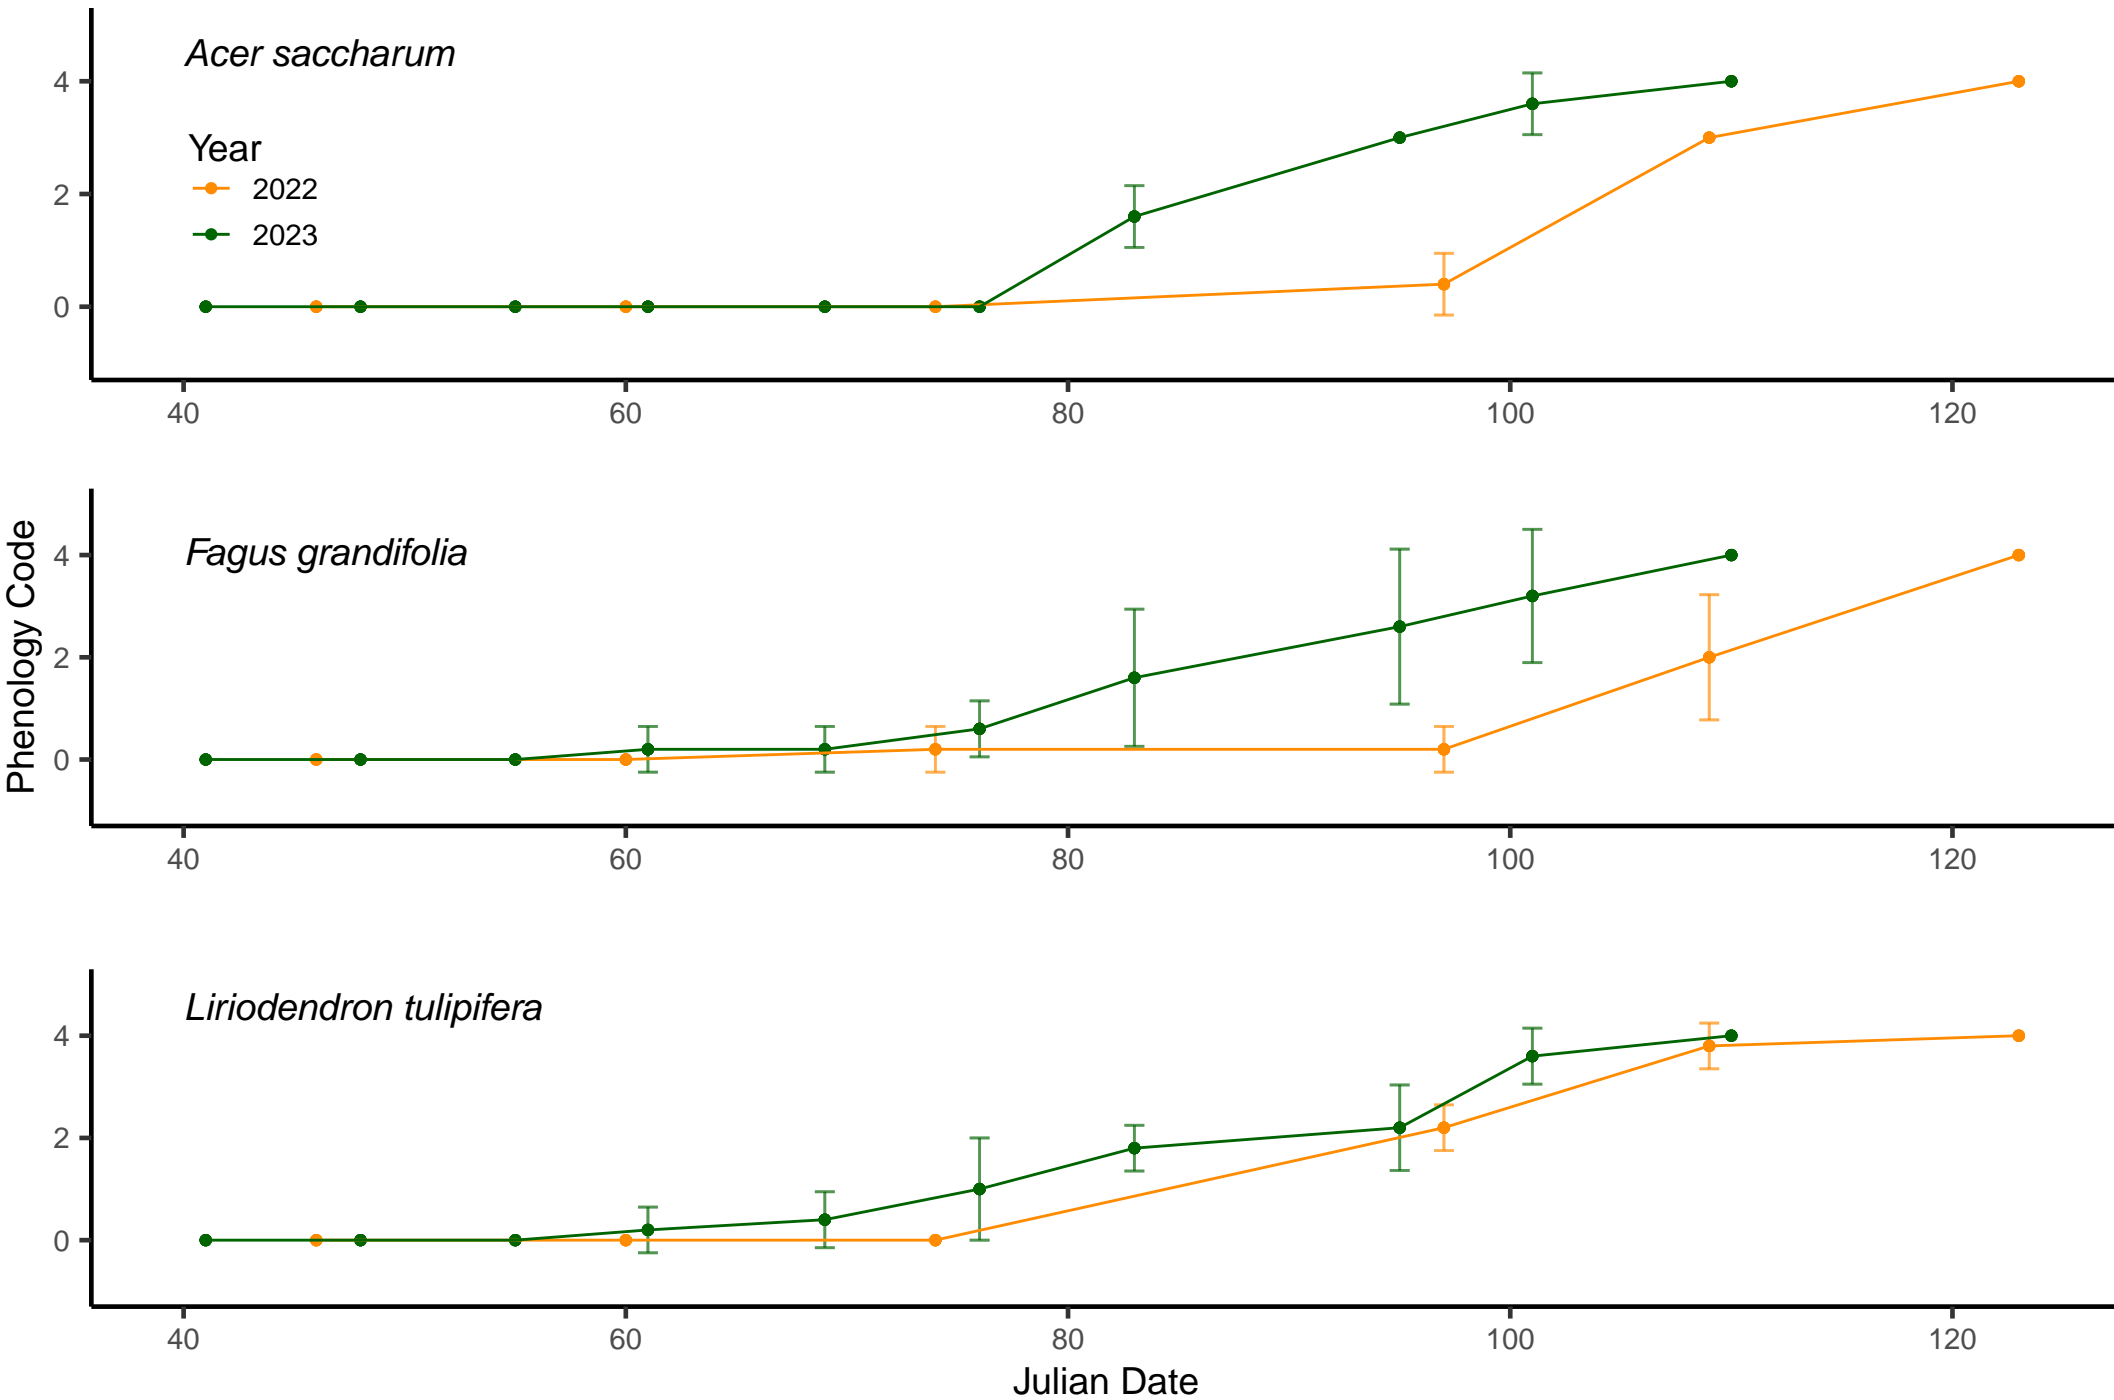 Acer saccharum
4
Year
2022
2
2023
0
40 60 80 100 120
Phenology Code
Fagus grandifolia
4
2
0
40 60 80 100 120
Liriodendron tulipifera
4
2
0
40 60 80 100 120
Julian Date